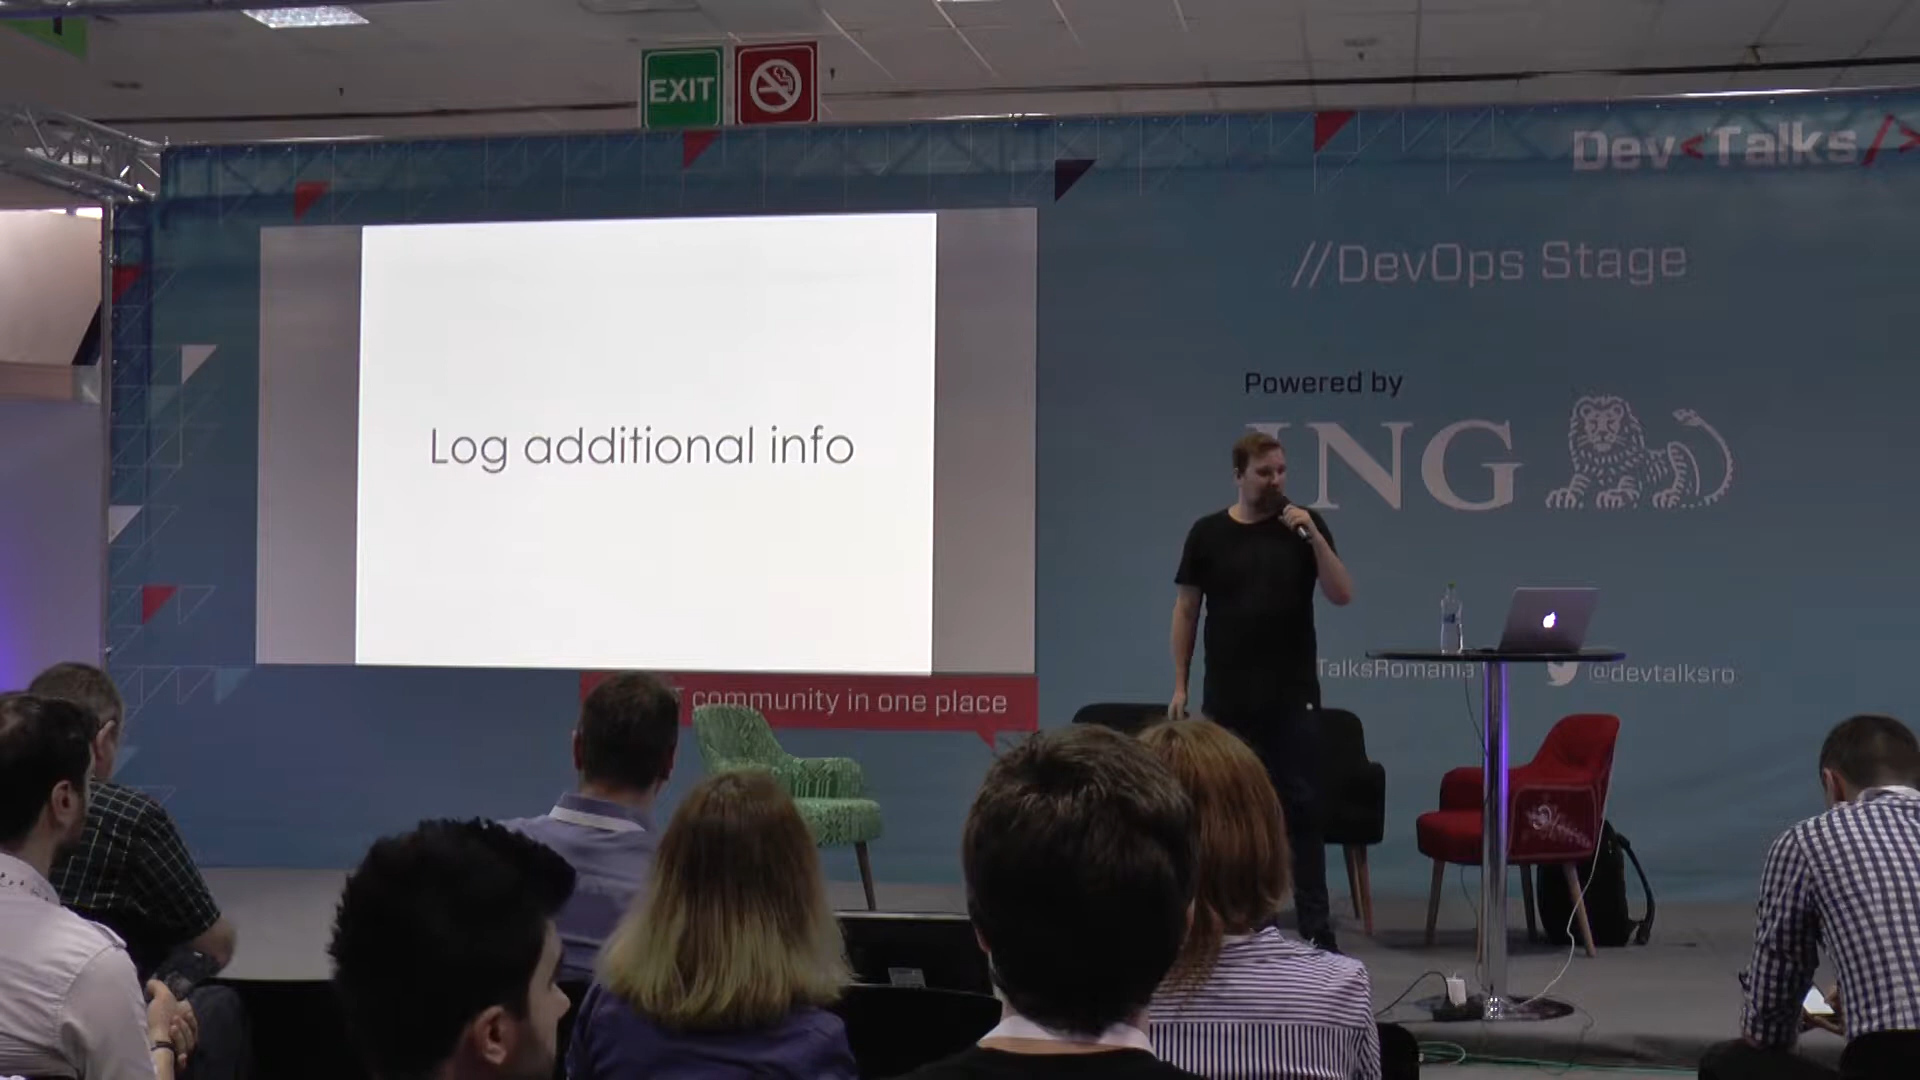 EXIT
Dev<Talks/>
//DevOps Stage
Powered by
ING
Log additional info
TalksRomania
@devtalksro
community in one place